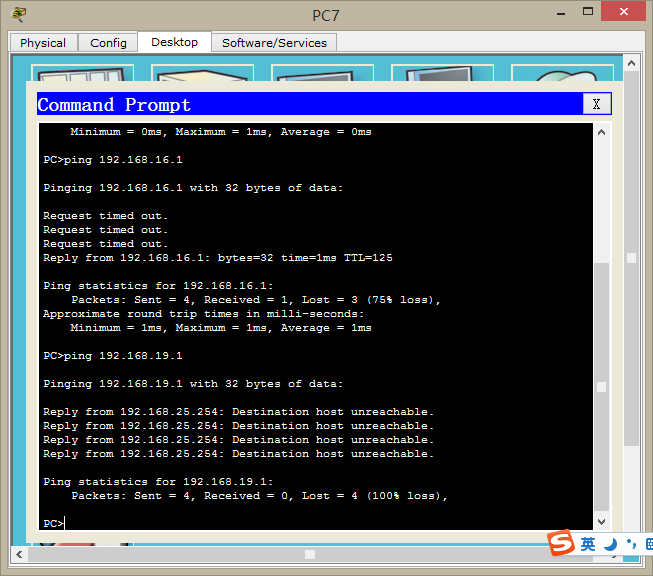 PC7
Physical Config Desktop Software/Services
Command Prompt X
Minimum = 0ms, Maximum = 1ms, Average = 0ms
PC>ping 192.168.16.1
Pinging 192.168.16.1 with 32 bytes of data:
Request timed out.
Request timed out.
Request timed out.
Reply from 192.168.16.1: bytes=32 time=1ms TTL=125
Ping statistics for 192.168.16.1:
Packets: Sent = 4, Received = 1, Lost = 3 (75% loss),
Approximate round trip times in milli-seconds:
Minimum = 1ms, Maximum = 1ms, Average = 1ms
PC>ping 192.168.19.1
Pinging 192.168.19.1 with 32 bytes of data:
Reply from 192.168.25.254: Destination host unreachable.
Reply from 192.168.25.254: Destination host unreachable.
Reply from 192.168.25.254: Destination host unreachable.
Reply from 192.168.25.254: Destination host unreachable.
Ping statistics for 192.168.19.1:
Packets: Sent = 4, Received = 0, Lost = 4 (100% loss),
PC>
S 英